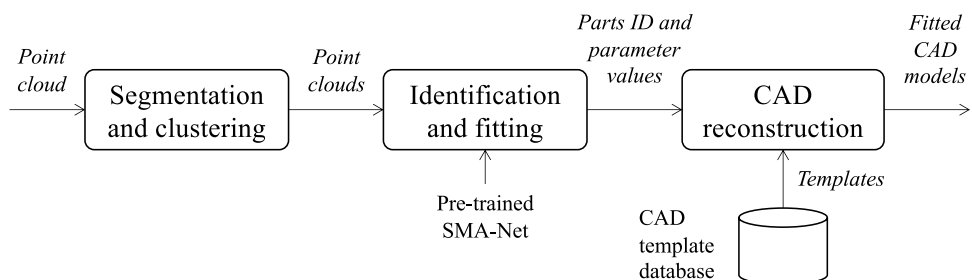 Point
cloud
Segmentation
and clustering
Point
clouds
Identification
and fitting
Parts ID and
parameter
values
CAD
reconstruction
Fitted
CAD
models
Pre-trained
SMA-Net
Templates
CAD
template
database